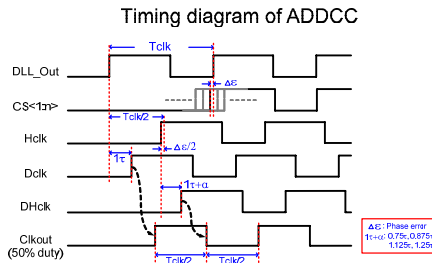 Timing diagram of ADDCC
Tclk
DLL_Out
Δε
CS<1:n>
Tclk/2
Hclk
Δε/2
1τ
Dclk
1τ+α
DHclk
Clkout
(50% duty)
Tclk/2 Tclk/2
Δε: Phase error
1τ+α: 0.75τ, 0.875τ
1.125τ, 1.25τ